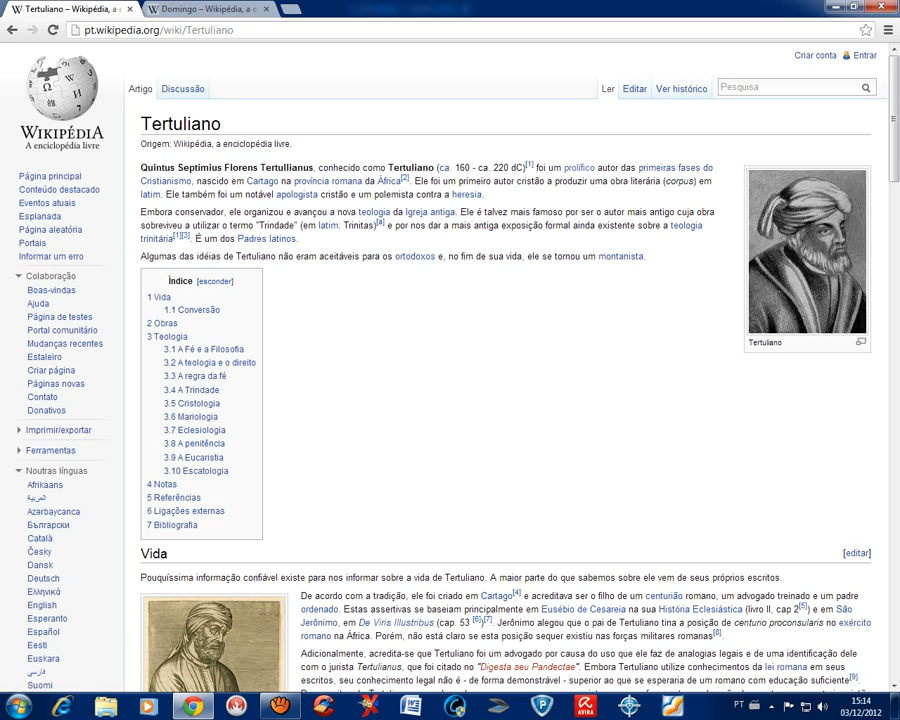 Tertuliano – Wikipédia, a e
Domingo – Wikipédia, a enc
pt.wikipedia.org/wiki/Tertuliano
Criar conta Entrar
Artigo Discussão Ler Editar Ver histórico Pesquisa
WIKIPÉDIA
A enciclopédia livre
Página principal
Conteúdo destacado
Eventos atuais
Esplanada
Página aleatória
Portais
Informar um erro
Colaboração
Boas-vindas
Ajuda
Página de testes
Portal comunitário
Mudanças recentes
Estaleiro
Criar página
Páginas novas
Contato
Donativos
Imprimir/exportar
Ferramentas
Noutras línguas
Afrikaans
العربية
Azərbaycanca
Български
Català
Česky
Dansk
Deutsch
Ελληνικά
English
Esperanto
Español
Eesti
Euskara
فارسی
Suomi
Tertuliano
Origem: Wikipédia, a enciclopédia livre.
Quintus Septimius Florens Tertullianus, conhecido como Tertuliano (ca. 160 - ca. 220 dC)[1] foi um prolífico autor das primeiras fases do
Cristianismo, nascido em Cartago na província romana da África[2]. Ele foi um primeiro autor cristão a produzir uma obra literária (corpus) em
latim. Ele também foi um notável apologista cristão e um polemista contra a heresia.
Embora conservador, ele organizou e avançou a nova teologia da Igreja antiga. Ele é talvez mais famoso por ser o autor mais antigo cuja obra
sobreviveu a utilizar o termo "Trindade" (em latim: Trinitas)[a] e por nos dar a mais antiga exposição formal ainda existente sobre a teologia
trinitária[1][3]. É um dos Padres latinos.
Algumas das idéias de Tertuliano não eram aceitáveis para os ortodoxos e, no fim de sua vida, ele se tornou um montanista.
Tertuliano
Índice [esconder]
1 Vida
1.1 Conversão
2 Obras
3 Teologia
3.1 A Fé e a Filosofia
3.2 A teologia e o direito
3.3 A regra da fé
3.4 A Trindade
3.5 Cristologia
3.6 Mariologia
3.7 Eclesiologia
3.8 A penitência
3.9 A Eucaristia
3.10 Escatologia
4 Notas
5 Referências
6 Ligações externas
7 Bibliografia
Vida [editar]
Pouquíssima informação confiável existe para nos informar sobre a vida de Tertuliano. A maior parte do que sabemos sobre ele vem de seus próprios escritos.
De acordo com a tradição, ele foi criado em Cartago[4] e acreditava ser o filho de um centurião romano, um advogado treinado e um padre
ordenado. Estas assertivas se baseiam principalmente em Eusébio de Cesareia na sua História Eclesiástica (livro II, cap 2[5]) e em São
Jerônimo, em De Viris Illustribus (cap. 53 [6])[7]. Jerônimo alegou que o pai de Tertuliano tina a posição de centurio proconsularis no exército
romano na África. Porém, não está claro se esta posição sequer existiu nas forças militares romanas[8].
Adicionalmente, acredita-se que Tertuliano foi um advogado por causa do uso que ele faz de analogias legais e de uma identificação dele
com o jurista Tertulianus, que foi citado no "Digesta seu Pandectae". Embora Tertuliano utilize conhecimentos da lei romana em seus
escritos, seu conhecimento legal não é - de forma demonstrável - superior ao que se esperaria de um romano com educação suficiente[9].
AVIRA
PT
15:14
03/12/2012